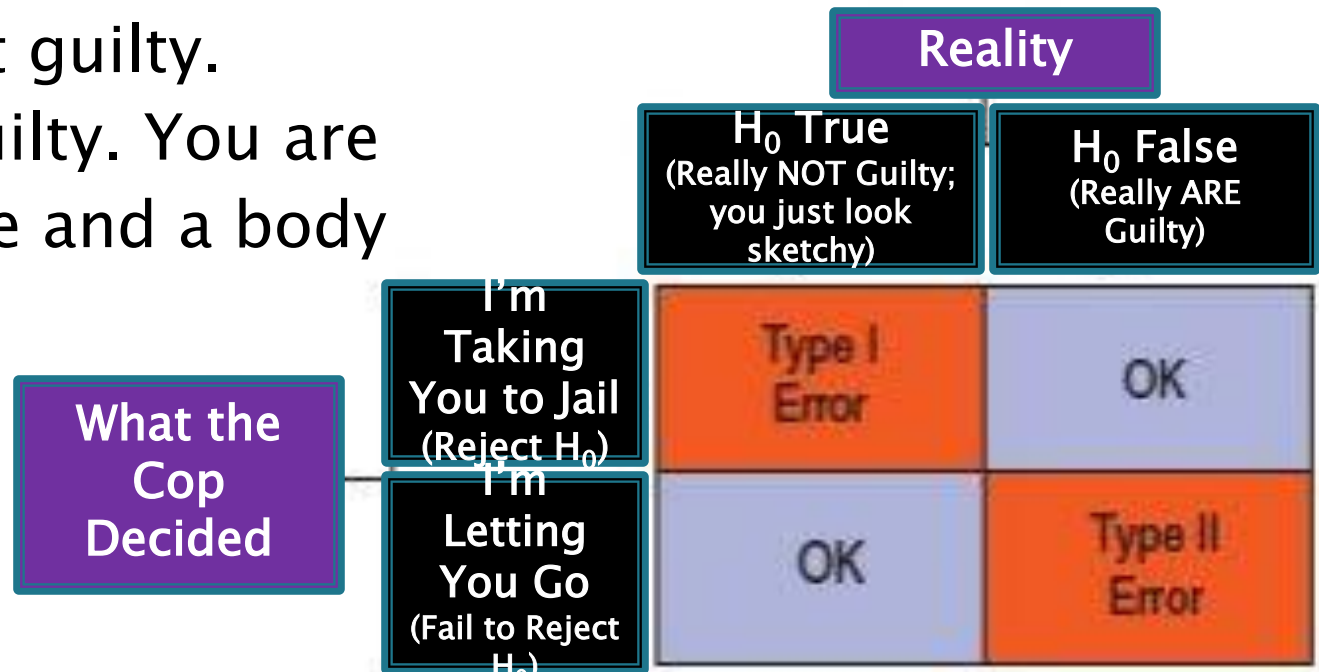 t guilty.
uilty. You are
e and a body
Reality
H₀ True
(Really NOT Guilty;
you just look
sketchy)
H₀ False
(Really ARE
Guilty)
I'm
Taking
You to Jail
(Reject H₀)
Type I
Error
OK
What the
Cop
Decided
I'm
Letting
You Go
(Fail to Reject
H₀)
OK
Type II
Error